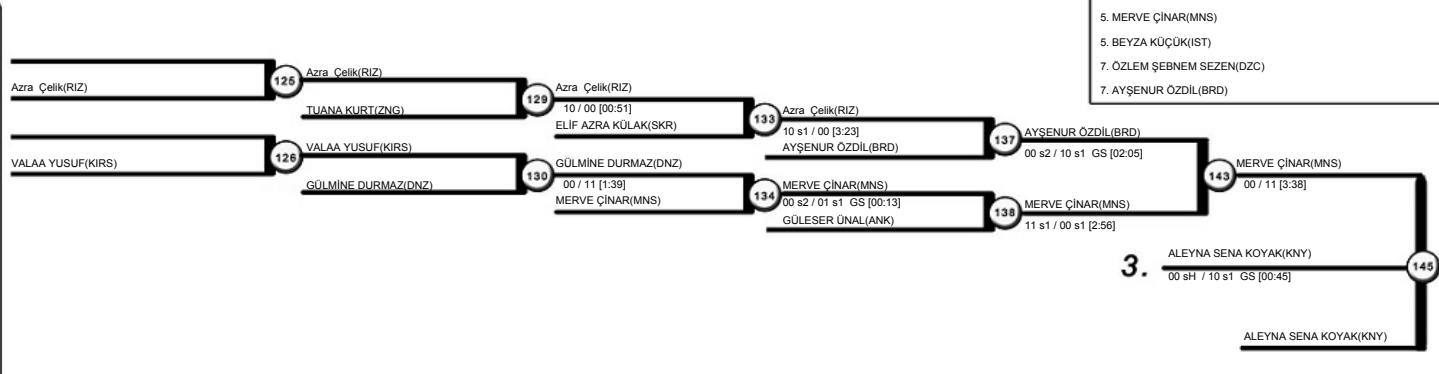 5. MERVE ÇİNAR(MNS)
5. BEYZA KÜÇÜK(IST)
7. ÖZLEM ŞEBNEM SEZEN(DZC)
7. AYŞENUR ÖZDİL(BRD)
Azra Çelik(RIZ)
125
Azra Çelik(RIZ)
TUANA KURT(ZNG)
129
Azra Çelik(RIZ)
10 / 00 [00:51]
ELİF AZRA KÜLAK(SKR)
133
Azra Çelik(RIZ)
10 s1 / 00 [3:23]
AYŞENUR ÖZDİL(BRD)
137
AYŞENUR ÖZDİL(BRD)
00 s2 / 10 s1 GS [02:05]
VALAA YUSUF(KIRS)
126
VALAA YUSUF(KIRS)
GÜLMİNE DURMAZ(DNZ)
130
GÜLMİNE DURMAZ(DNZ)
00 / 11 [1:39]
MERVE ÇİNAR(MNS)
134
MERVE ÇİNAR(MNS)
00 s2 / 01 s1 GS [00:13]
GÜLESER ÜNAL(ANK)
138
MERVE ÇİNAR(MNS)
11 s1 / 00 s1 [2:56]
143
MERVE ÇİNAR(MNS)
00 / 11 [3:38]
3.
ALEYNA SENA KOYAK(KNY)
00 sH / 10 s1 GS [00:45]
145
ALEYNA SENA KOYAK(KNY)